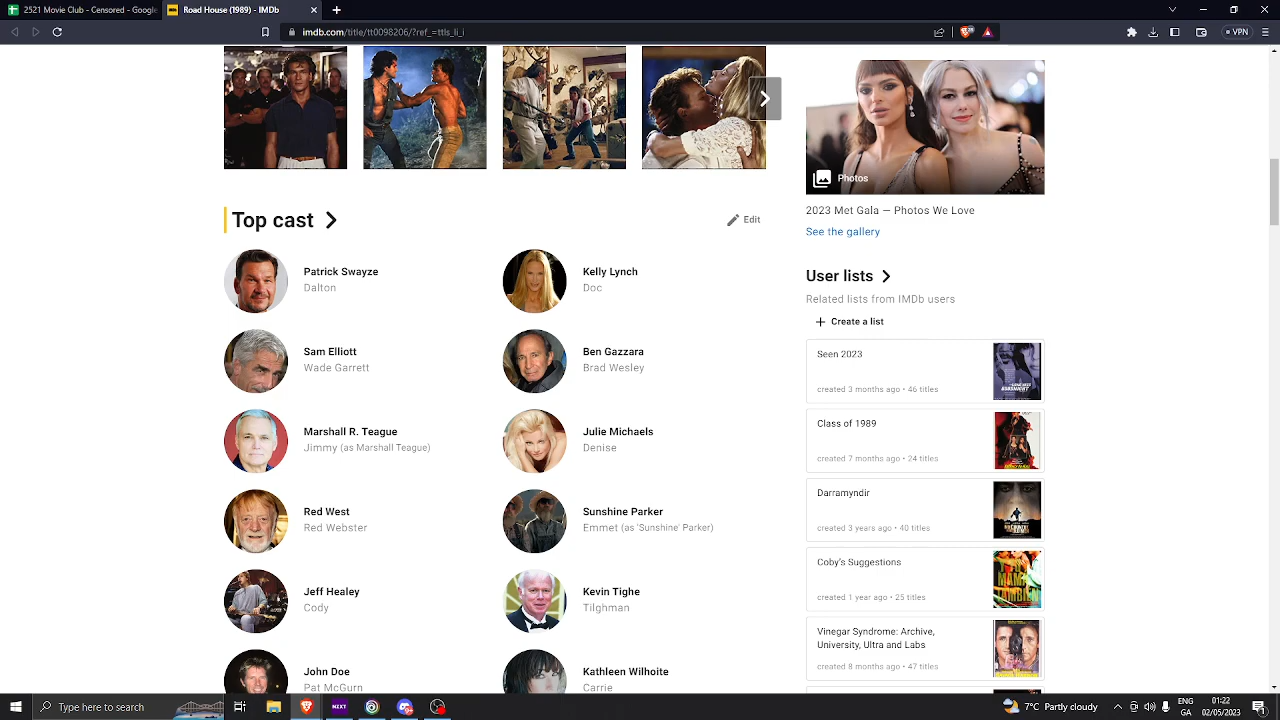 2521 Movie Club - Censored - Google
Road House (1989) - IMDb
imdb.com/title/tt0098206/?ref_=ttls_li_i
VPN
Photos
2023 Met Gala — Photos We Love
See the gallery
Top cast
Edit
Patrick Swayze
Dalton
Kelly Lynch
Doc
Sam Elliott
Wade Garrett
Ben Gazzara
Brad Wesley
Marshall R. Teague
Jimmy (as Marshall Teague)
Julie Michaels
Denise
Red West
Red Webster
Sunshine Parker
Emmet (as 'Sunshine' Parker)
Jeff Healey
Cody
Kevin Tighe
Tilghman
John Doe
Pat McGurn
Kathleen Wilhoite
Carrie
User lists
Related lists from IMDb users
Create a list
Seen 2023
created 3 months ago • 46 titles
Class of 1989
created 7 months ago • 24 titles
Darramyndir
created 3 years ago • 40 titles
Coby's Suggestions
created 1 year ago • 25 titles
Vinegar Syndrome: Archive,
University, Ultra and Labs
created 8 months ago • 47 titles
Type here to search
7°C Partly cloudy
ENG
01:22
02/05/2023